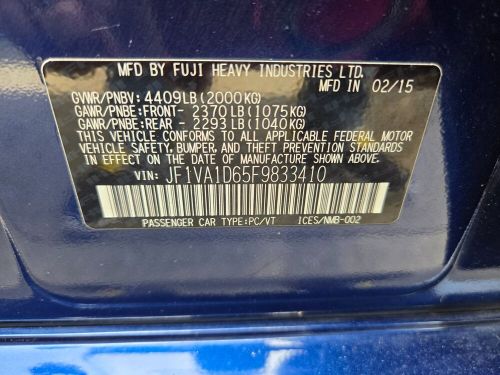 MFD BY FUJI HEAVY INDUSTRIES LTD.
MFD IN 02/15
GVWR/PNBV: 4409LB(2000KG)
GAWR/PNBE:FRONT- 2370LB(1075KG)
GAWR/PNBE:REAR - 2293LB(1040KG)
THIS VEHICLE CONFORMS TO ALL APPLICABLE FEDERAL MOTOR
VEHICLE SAFETY, BUMPER, AND THEFT PREVENTION STANDARDS
IN EFFECT ON THE DATE OF MANUFACTURE SHOWN ABOVE.
VIN: JF1VA1D65F9833410
PASSENGER CAR TYPE:PC/VT ICES/NMB-002